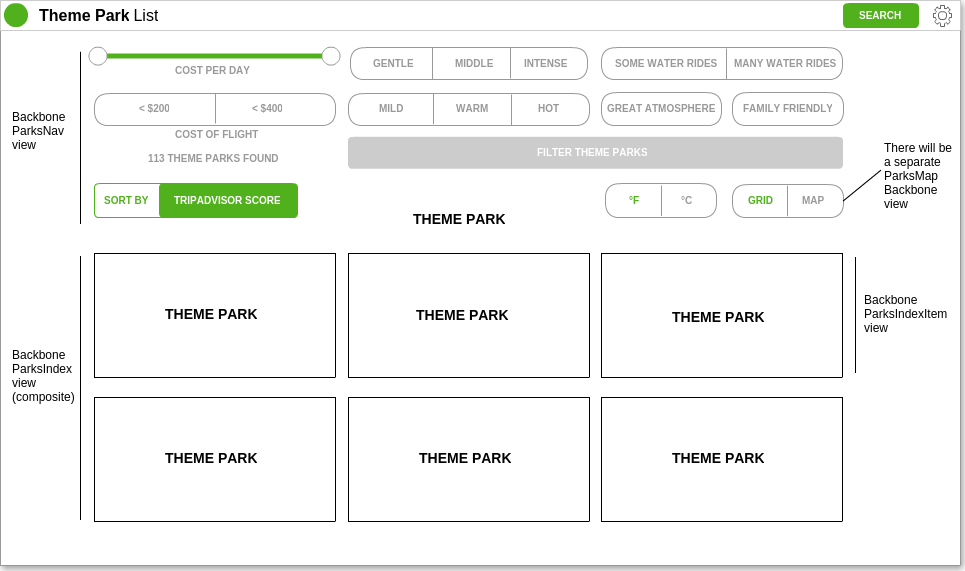 Theme Park List
SEARCH
COST PER DAY
GENTLE
MIDDLE
INTENSE
SOME WATER RIDES
MANY WATER RIDES
< $200
< $400
MILD
WARM
HOT
GREAT ATMOSPHERE
FAMILY FRIENDLY
COST OF FLIGHT
113 THEME PARKS FOUND
FILTER THEME PARKS
Backbone
ParksNav
view
There will be
a separate
ParksMap
Backbone
view
SORT BY
TRIPADVISOR SCORE
°F
°C
GRID
MAP
THEME PARK
THEME PARK
THEME PARK
THEME PARK
Backbone
ParksIndexItem
view
Backbone
ParksIndex
view
(composite)
THEME PARK
THEME PARK
THEME PARK